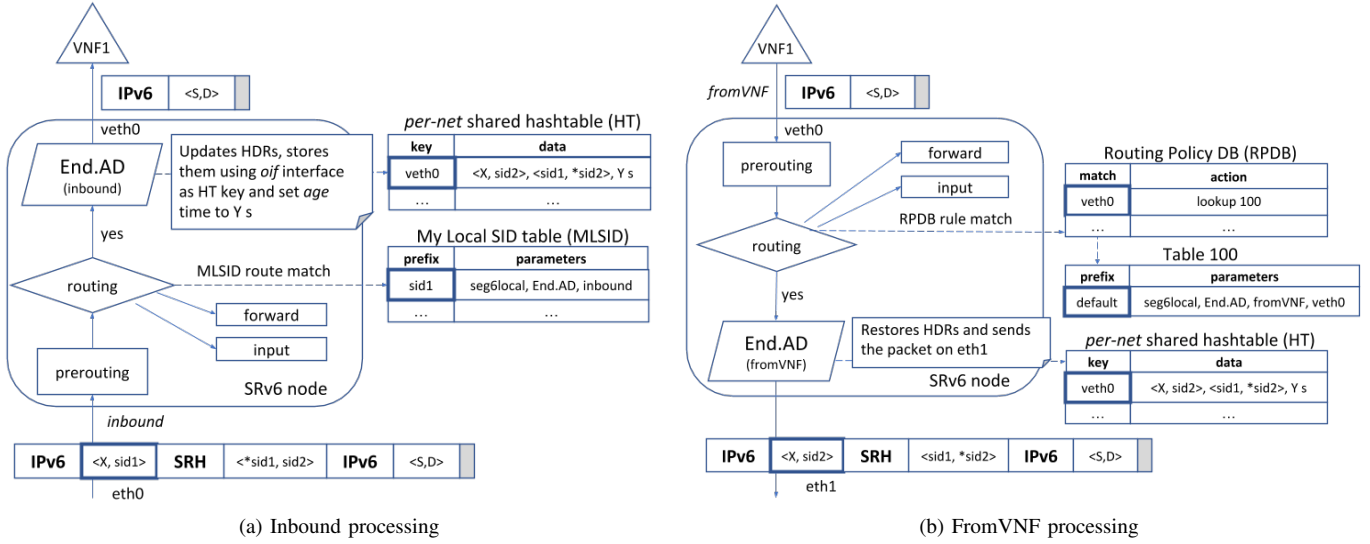 VNF1
IPv6 <S,D>
veth0
End.AD
(inbound)
Updates HDRs, stores
them using oif interface
as HT key and set age
time to Y s
per-net shared hashtable (HT)
key data
veth0 <X, sid2>, <sid1, *sid2>, Y s
... ...
yes
My Local SID table (MLSID)
routing
MLSID route match
prefix parameters
sid1 seg6local, End.AD, inbound
... ...
forward
input
prerouting
SRv6 node
inbound
IPv6 <X, sid1> SRH <*sid1, sid2> IPv6 <S,D>
eth0
(a) Inbound processing
VNF1
fromVNF
IPv6 <S,D>
veth0
prerouting
forward
input
Routing Policy DB (RPDB)
match action
veth0 lookup 100
... ...
RPDB rule match
routing
Table 100
prefix parameters
default seg6local, End.AD, fromVNF, veth0
... ...
yes
End.AD
(fromVNF)
Restores HDRs and sends
the packet on eth1
per-net shared hashtable (HT)
key data
veth0 <X, sid2>, <sid1, *sid2>, Y s
... ...
SRv6 node
IPv6 <X, sid2> SRH <sid1, *sid2> IPv6 <S,D>
eth1
(b) FromVNF processing